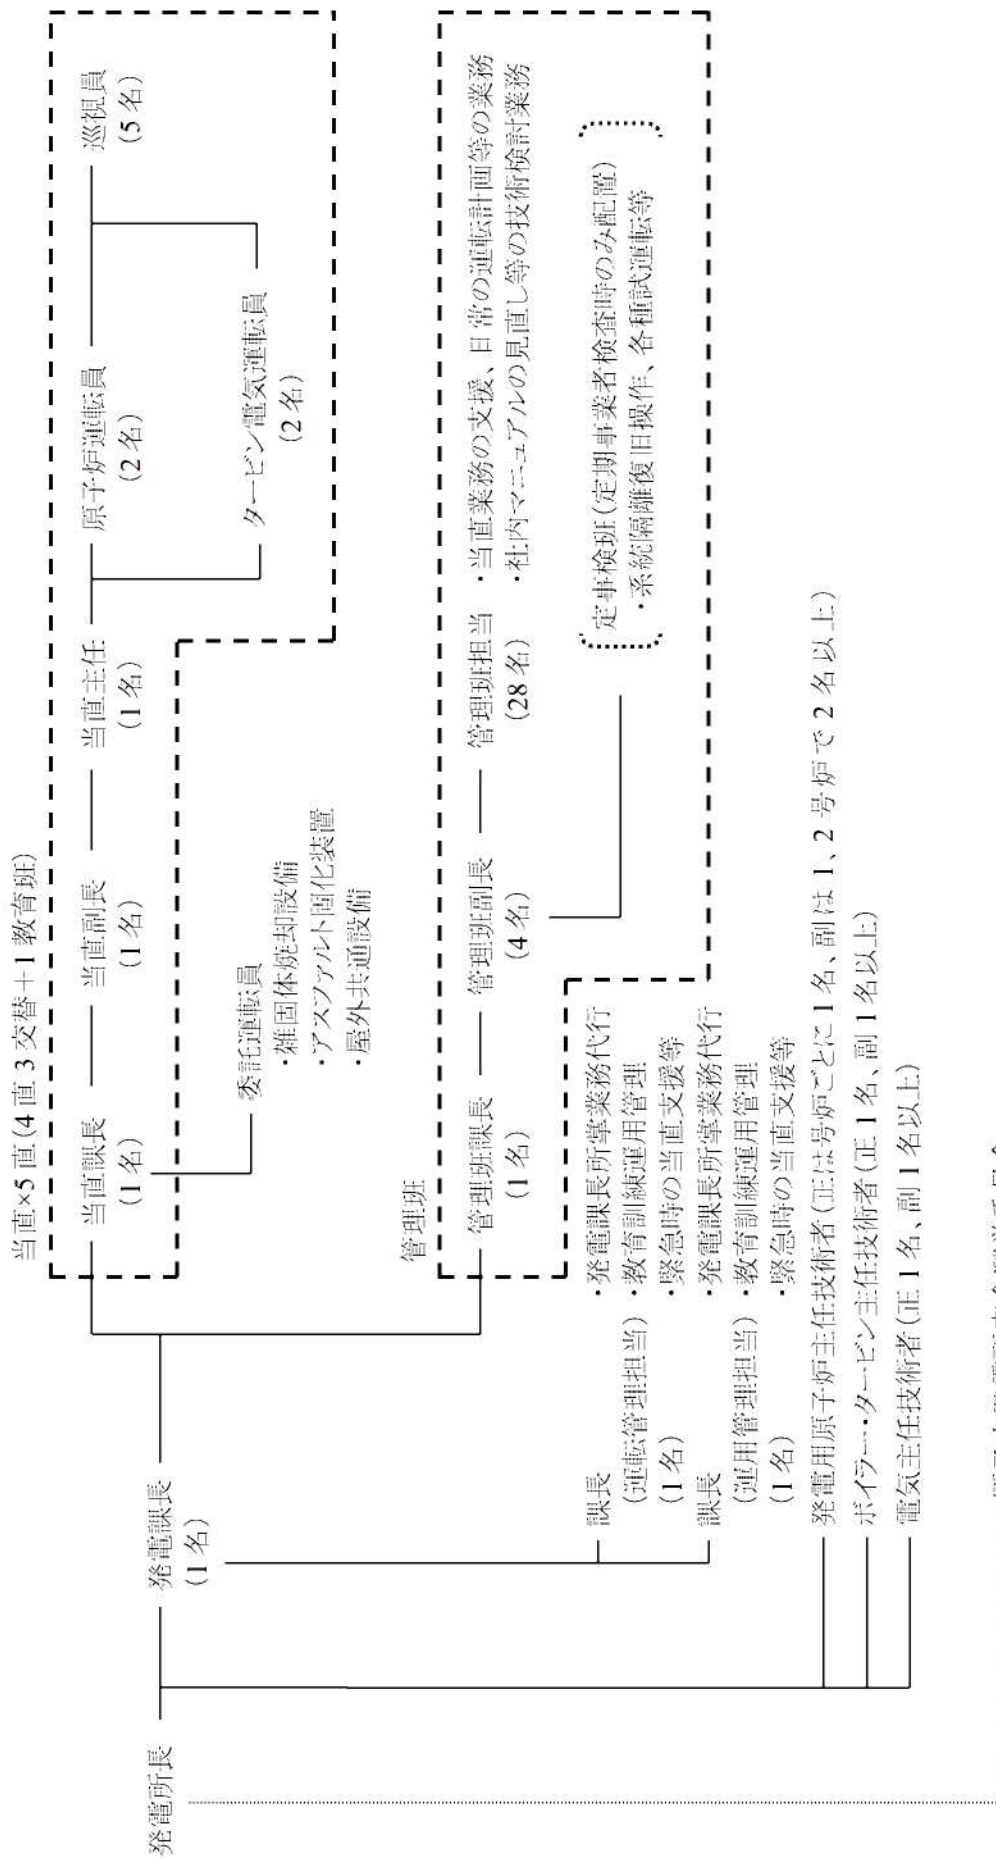 当直×5直(4直3交替+1教育班)
当直課長
(1名)
当直副長
(1名)
当直主任
(1名)
原子炉運転員
(2名)
巡視員
(5名)
タービン電気運転員
(2名)
委託運転員
・雑固体焼却設備
・アスファルト固化装置
・屋外共通設備
発電所長
発電課長
(1名)
管理班
管理班課長
(1名)
管理班副長
(4名)
管理班担当
(28名)
・当直業務の支援、日常の運転計画等の業務
・社内マニュアルの見直し等の技術検討業務
定事検班(定期事業者検査時のみ配置)
・系統隔離復旧操作、各種試運転等
課長
(運転管理担当)
(1名)
・発電課長所掌業務代行
・教育訓練運用管理
・緊急時の当直支援等
課長
(運用管理担当)
(1名)
・発電課長所掌業務代行
・教育訓練運用管理
・緊急時の当直支援等
発電用原子炉主任技術者(正は号炉ごとに1名、副は1、2号炉で2名以上)
ボイラー・タービン主任技術者(正1名、副1名以上)
電気主任技術者(正1名、副1名以上)